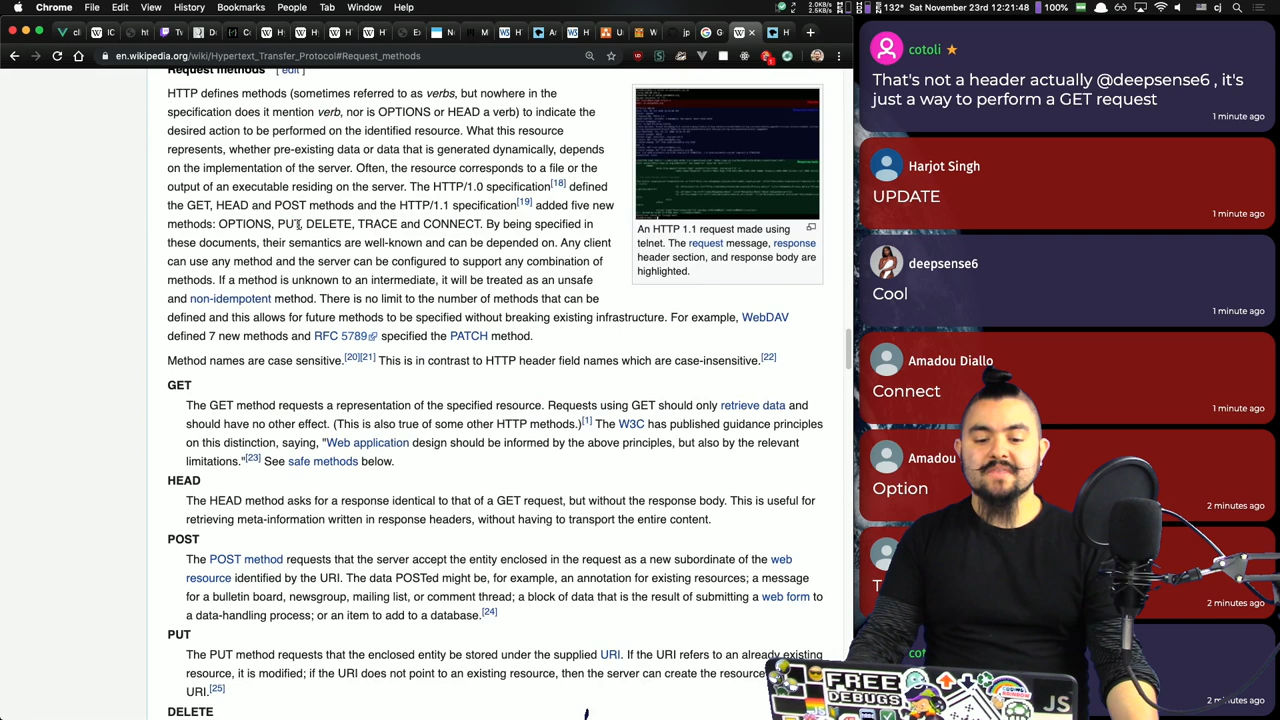 Chrome File Edit View History Bookmarks People Tab Window Help
2.0KB/s
2.5KB/s
132° Sat November 23rd 12:21:48 100%
cj
en.wikipedia.org/wiki/Hypertext_Transfer_Protocol#Request_methods
Request methods [ edit ]
HTTP defines methods (sometimes referred to as verbs, but nowhere in the
specification does it mention verb, nor is OPTIONS or HEAD a verb) to indicate the
desired action to be performed on the identified resource. What this resource
represents, whether pre-existing data or data that is generated dynamically, depends
on the implementation of the server. Often, the resource corresponds to a file or the
output of an executable residing on the server. The HTTP/1.0 specification[18] defined
the GET, HEAD and POST methods and the HTTP/1.1 specification[19] added five new
methods: OPTIONS, PUT, DELETE, TRACE and CONNECT. By being specified in
these documents, their semantics are well-known and can be depended on. Any client
can use any method and the server can be configured to support any combination of
methods. If a method is unknown to an intermediate, it will be treated as an unsafe
and non-idempotent method. There is no limit to the number of methods that can be
defined and this allows for future methods to be specified without breaking existing infrastructure. For example, WebDAV
defined 7 new methods and RFC 5789 specified the PATCH method.
An HTTP 1.1 request made using
telnet. The request message, response
header section, and response body are
highlighted.
Method names are case sensitive.[20][21] This is in contrast to HTTP header field names which are case-insensitive.[22]
GET
The GET method requests a representation of the specified resource. Requests using GET should only retrieve data and
should have no other effect. (This is also true of some other HTTP methods.)[1] The W3C has published guidance principles
on this distinction, saying, "Web application design should be informed by the above principles, but also by the relevant
limitations."[23] See safe methods below.
HEAD
The HEAD method asks for a response identical to that of a GET request, but without the response body. This is useful for
retrieving meta-information written in response headers, without having to transport the entire content.
POST
The POST method requests that the server accept the entity enclosed in the request as a new subordinate of the web
resource identified by the URI. The data POSTed might be, for example, an annotation for existing resources; a message
for a bulletin board, newsgroup, mailing list, or comment thread; a block of data that is the result of submitting a web form to
a data-handling process; or an item to add to a database.[24]
PUT
The PUT method requests that the enclosed entity be stored under the supplied URI. If the URI refers to an already existing
resource, it is modified; if the URI does not point to an existing resource, then the server can create the resource
URI.[25]
DELETE
cotoli
That's not a header actually @deepsense6 , it's
just a way to perform a GET request.
1 minute ago
Harjot Singh
UPDATE
1 minute ago
deepsense6
Cool
1 minute ago
Amadou Diallo
Connect
1 minute ago
Amadou
Option
2 minutes ago
2 minutes ago
cot
2 minutes ago
FREE
DEBUGS
JS